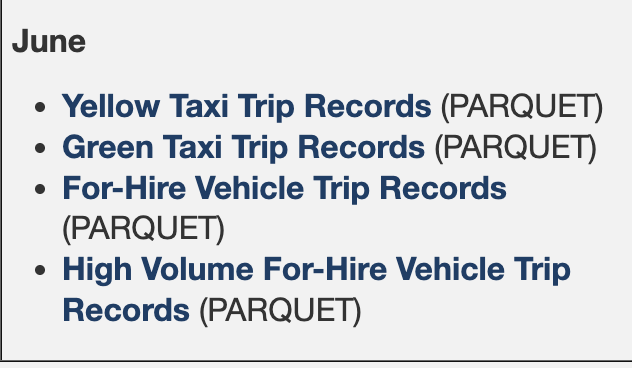 June
Yellow Taxi Trip Records (PARQUET)
Green Taxi Trip Records (PARQUET)
For-Hire Vehicle Trip Records
(PARQUET)
High Volume For-Hire Vehicle Trip
Records (PARQUET)